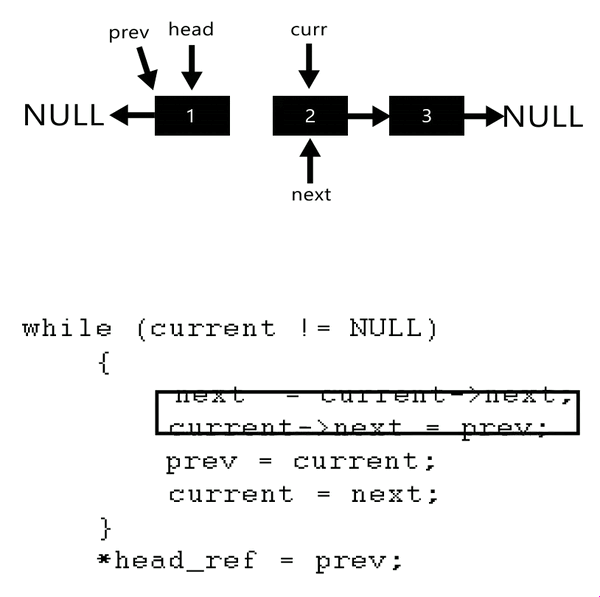 prev head curr
NULL 1 2 3 NULL
next
while (current != NULL)
{
next = current->next;
current->next = prev;
prev = current;
current = next;
}
*head_ref = prev;